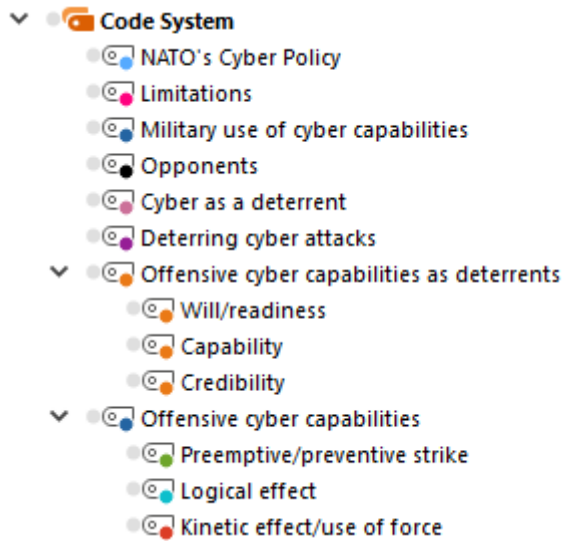 Code System
NATO's Cyber Policy
Limitations
Military use of cyber capabilities
Opponents
Cyber as a deterrent
Deterring cyber attacks
Offensive cyber capabilities as deterrents
Will/readiness
Capability
Credibility
Offensive cyber capabilities
Preemptive/preventive strike
Logical effect
Kinetic effect/use of force